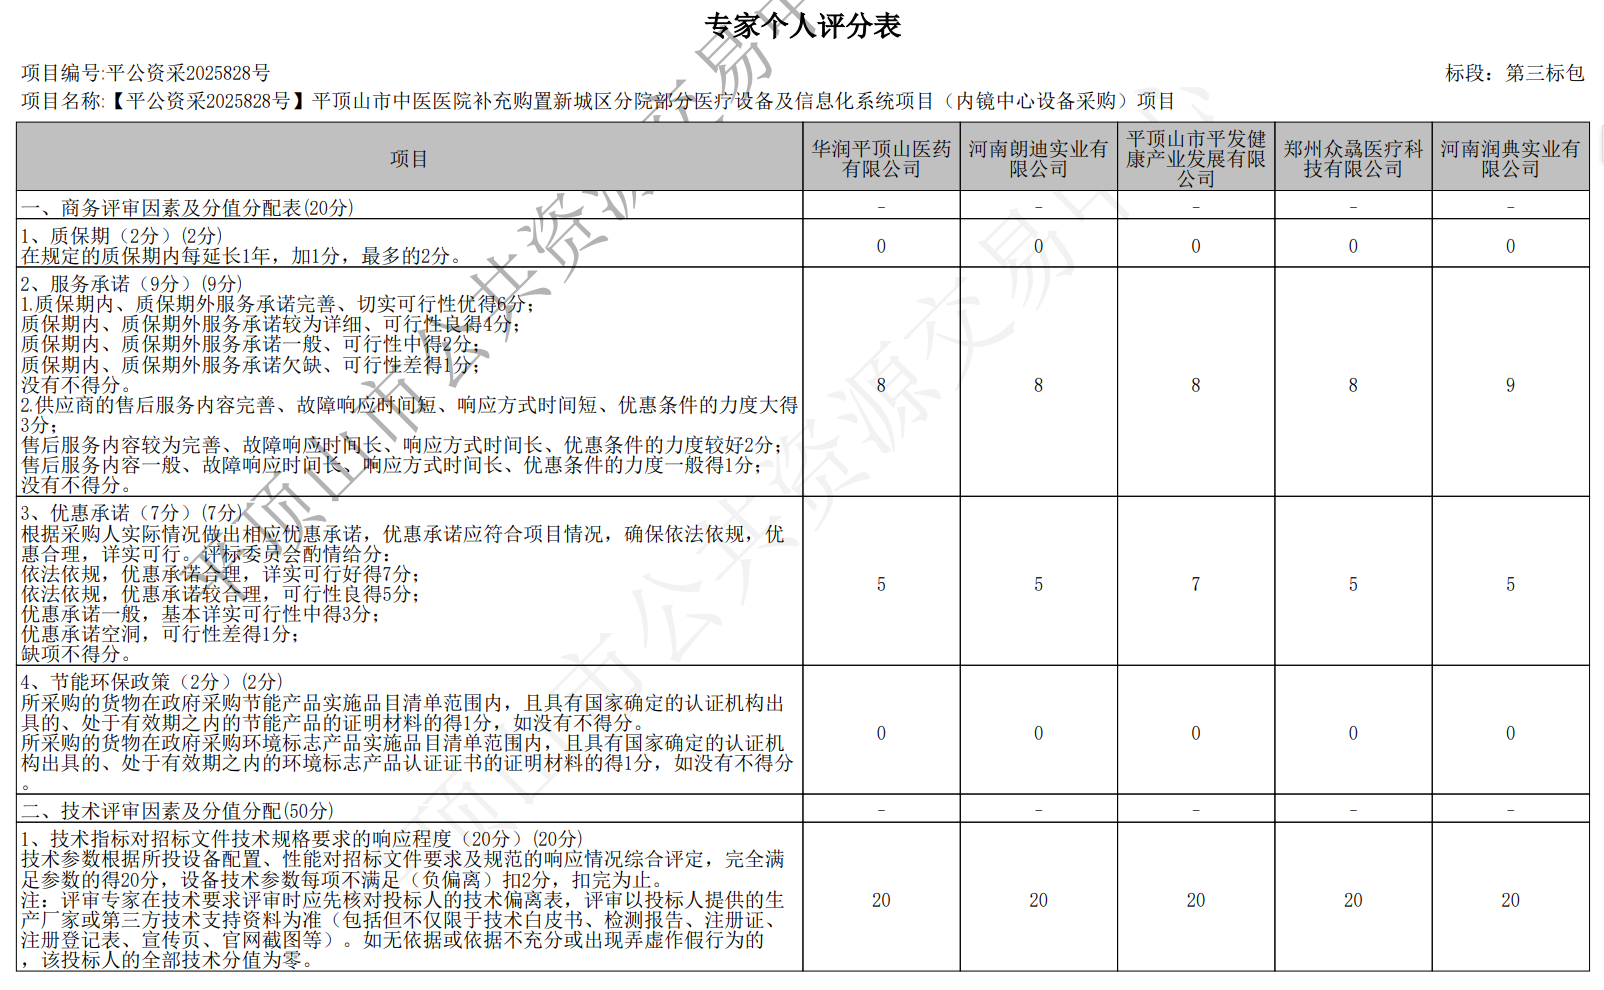 专家个人评分表
项目编号:平公资采2025828号 标段：第三标包
项目名称:【平公资采2025828号】平顶山市中医医院补充购置新城区分院部分医疗设备及信息化系统项目（内镜中心设备采购）项目
项目 华润平顶山医药有限公司 河南朗迪实业有限公司 平顶山市平发健康产业发展有限公司 郑州众骉医疗科技有限公司 河南润典实业有限公司
一、商务评审因素及分值分配表(20分) - - - - -
1、质保期（2分）(2分)
在规定的质保期内每延长1年，加1分，最多的2分。
0 0 0 0 0
2、服务承诺（9分）(9分)
1.质保期内、质保期外服务承诺完善、切实可行性优得6分；
质保期内、质保期外服务承诺较为详细、可行性良得4分；
质保期内、质保期外服务承诺一般、可行性中得2分；
质保期内、质保期外服务承诺欠缺、可行性差得1分；
没有不得分。
2.供应商的售后服务内容完善、故障响应时间短、响应方式时间短、优惠条件的力度大得
3分；
售后服务内容较为完善、故障响应时间长、响应方式时间长、优惠条件的力度较好2分；
售后服务内容一般、故障响应时间长、响应方式时间长、优惠条件的力度一般得1分；
没有不得分。
8 8 8 8 9
3、优惠承诺（7分）(7分)
根据采购人实际情况做出相应优惠承诺，优惠承诺应符合项目情况，确保依法依规，优
惠合理，详实可行。评标委员会酌情给分：
依法依规，优惠承诺合理，详实可行好得7分；
依法依规，优惠承诺较合理，可行性良得5分；
优惠承诺一般，基本详实可行性中得3分；
优惠承诺空洞，可行性差得1分；
缺项不得分。
5 5 7 5 5
4、节能环保政策（2分）(2分)
所采购的货物在政府采购节能产品实施品目清单范围内，且具有国家确定的认证机构出
具的、处于有效期之内的节能产品的证明材料的得1分，如没有不得分。
所采购的货物在政府采购环境标志产品实施品目清单范围内，且具有国家确定的认证机
构出具的、处于有效期之内的环境标志产品认证证书的证明材料的得1分，如没有不得分
。
0 0 0 0 0
二、技术评审因素及分值分配(50分) - - - - -
1、技术指标对招标文件技术规格要求的响应程度（20分）(20分)
技术参数根据所投设备配置、性能对招标文件要求及规范的响应情况综合评定，完全满
足参数的得20分，设备技术参数每项不满足（负偏离）扣2分，扣完为止。
注：评审专家在技术要求评审时应先核对投标人的技术偏离表，评审以投标人提供的生
产厂家或第三方技术支持资料为准（包括但不仅限于技术白皮书、检测报告、注册证、
注册登记表、宣传页、官网截图等）。如无依据或依据不充分或出现弄虚作假行为的
，该投标人的全部技术分值为零。
20 20 20 20 20
平顶山市公共资源交易中
顶山市公共资源交易中心